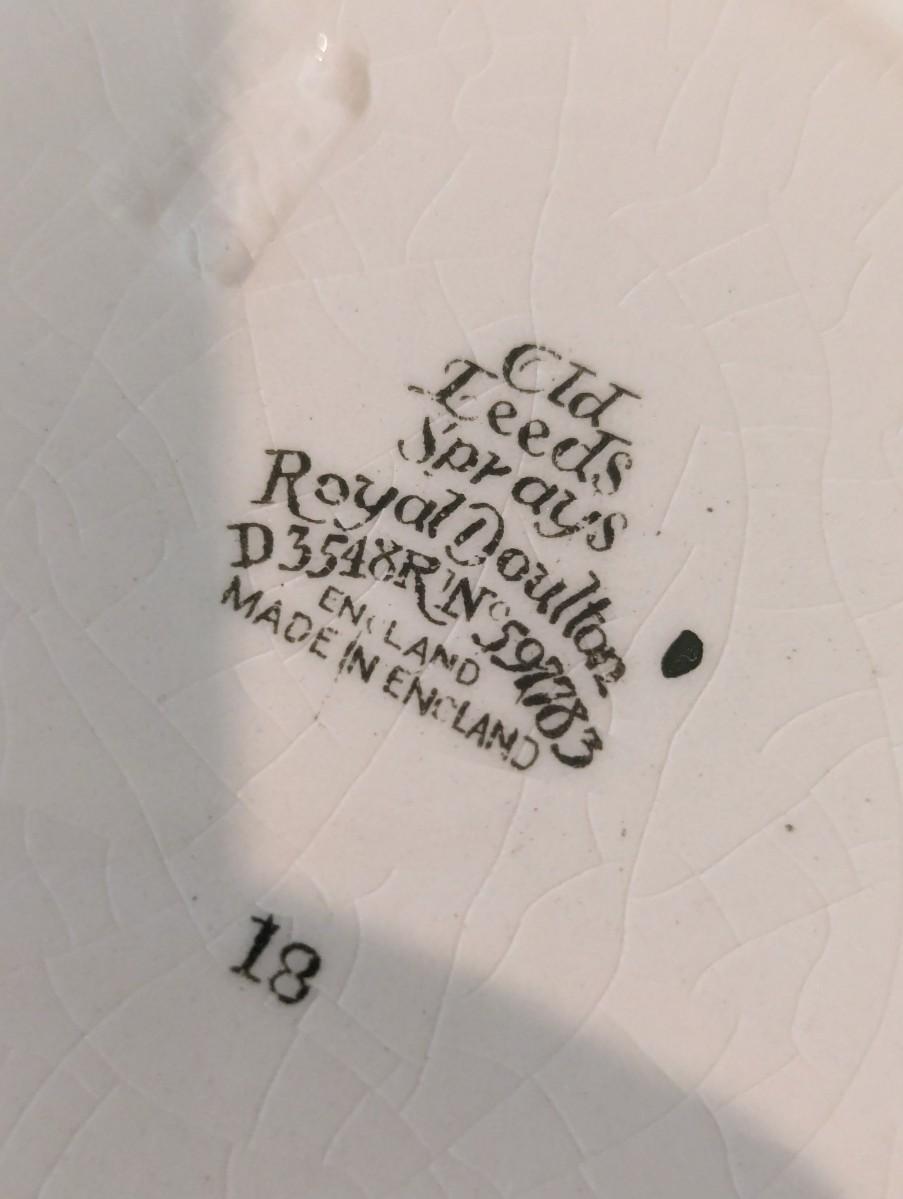 Old
Leeds
Sprays
Royal Doulton
D3548 Rd No 597783
ENGLAND
MADE IN ENGLAND
18